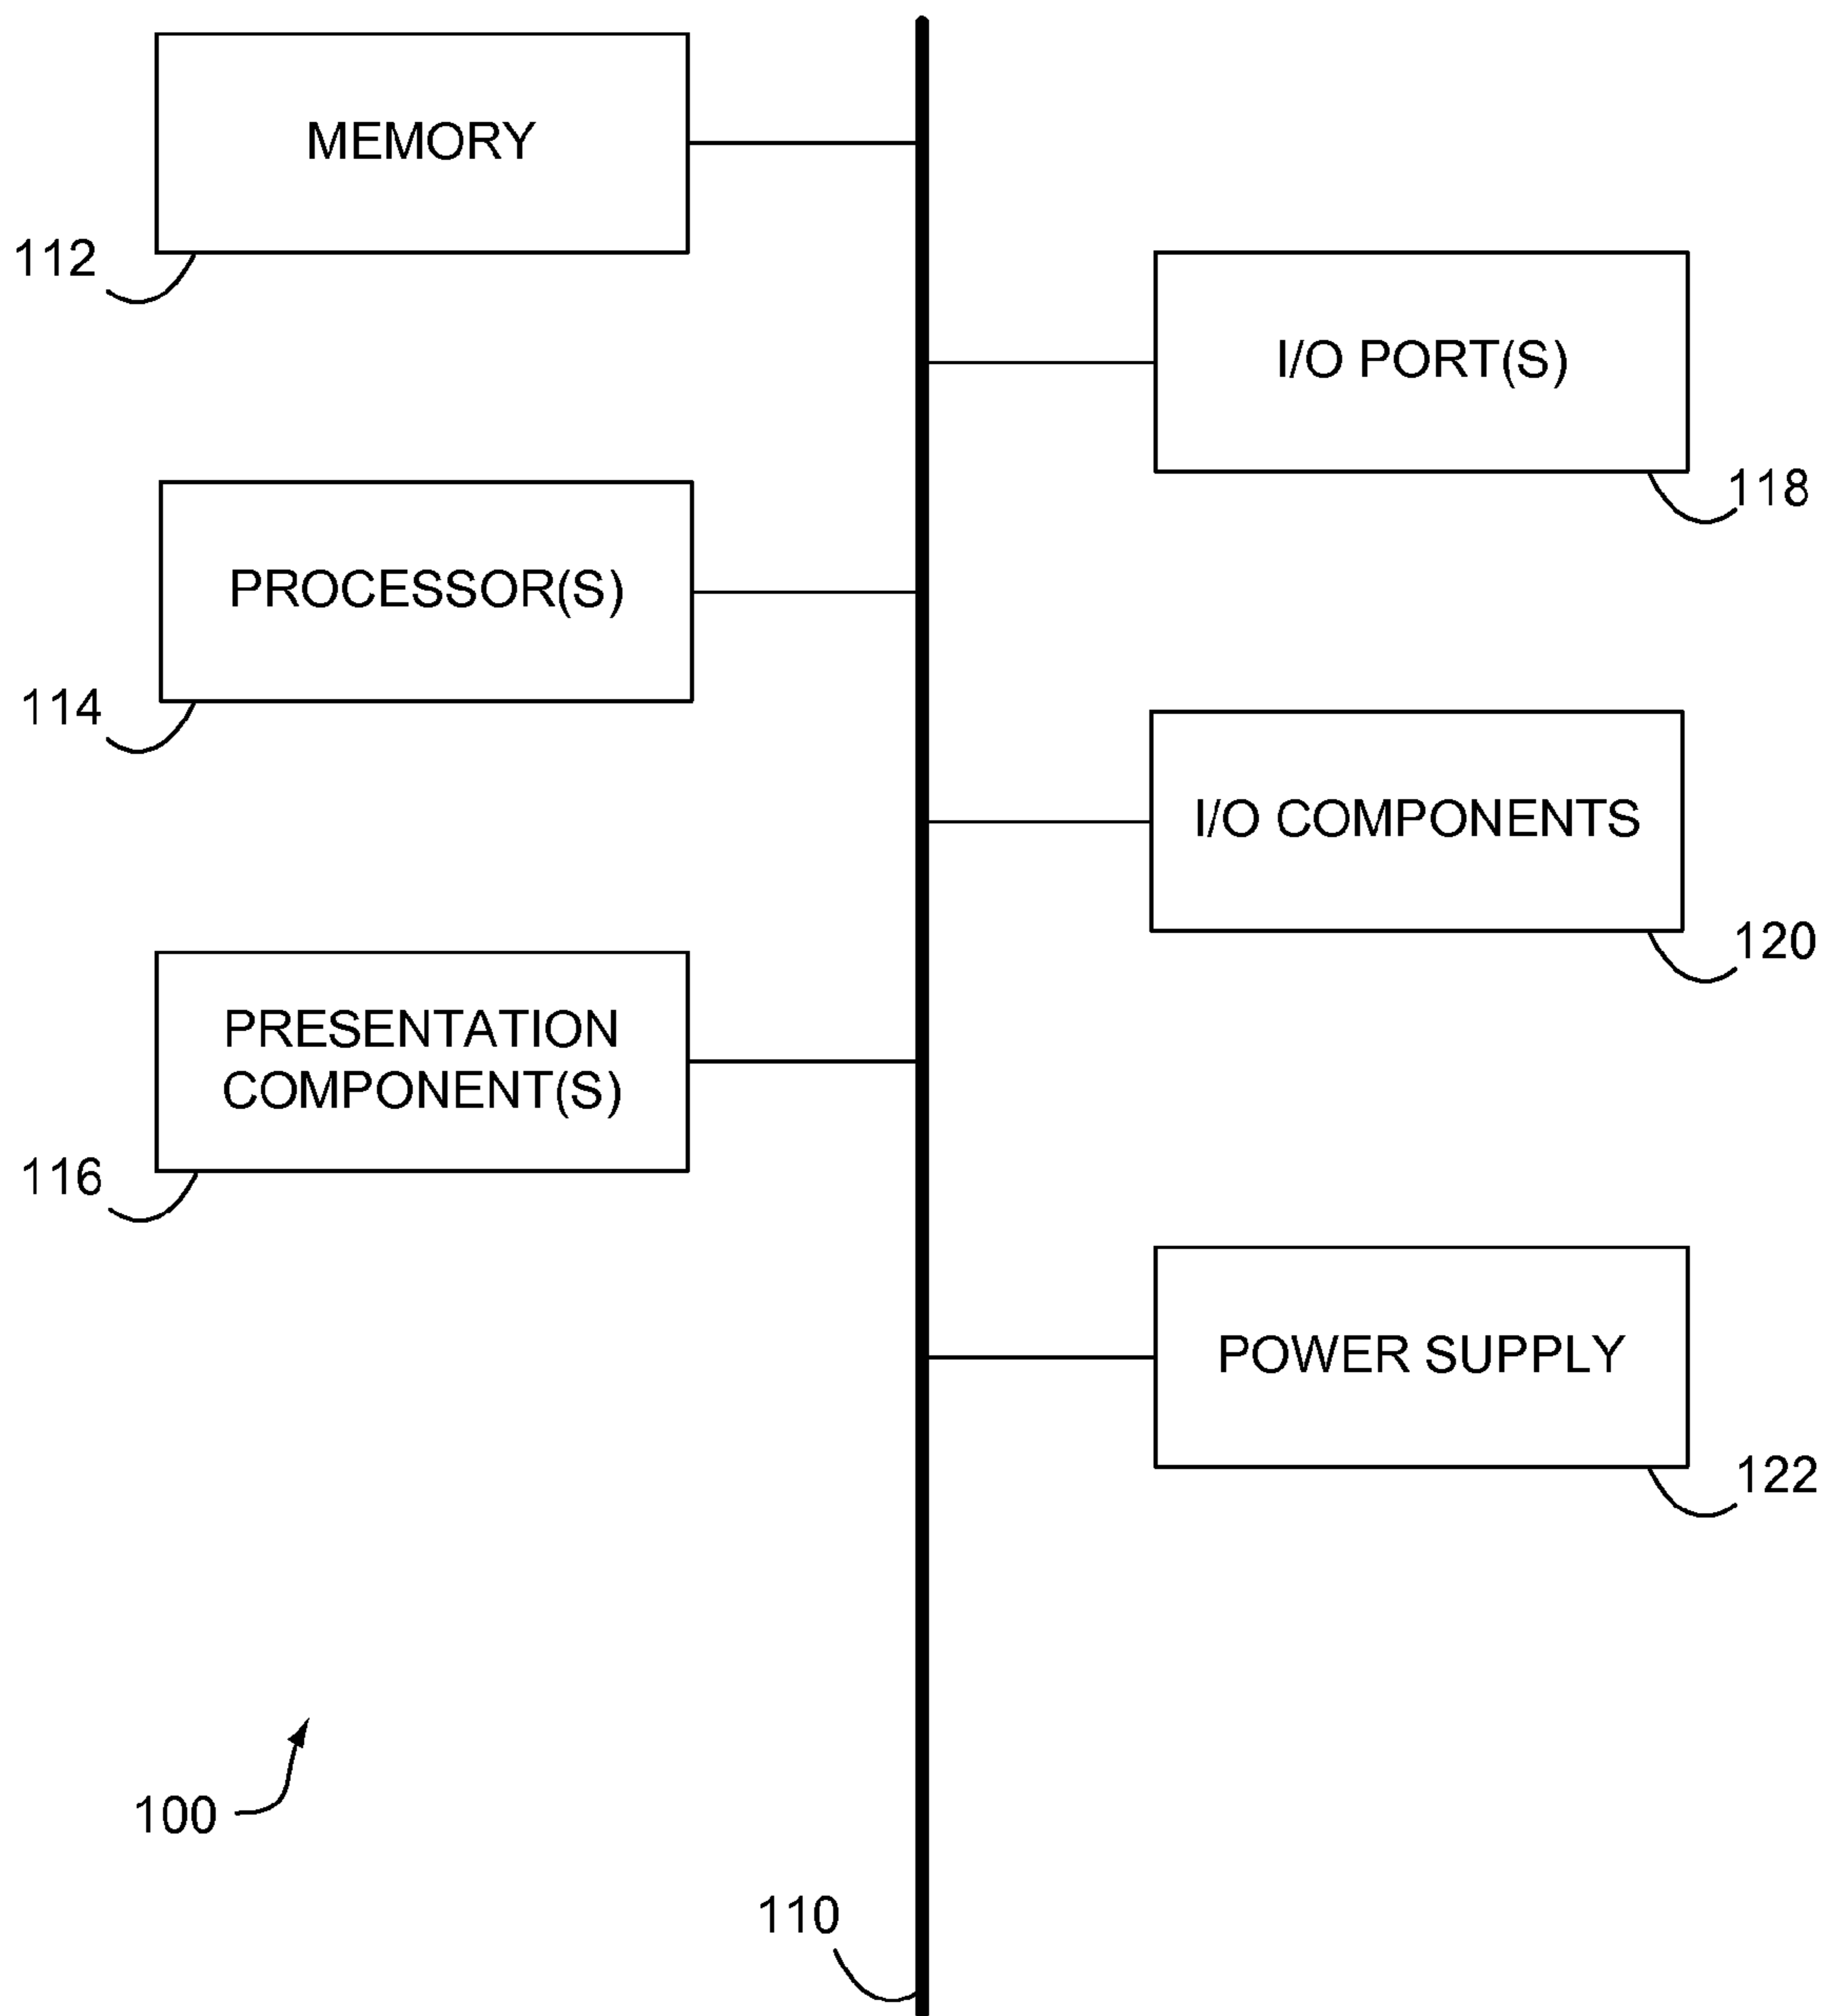 MEMORY
112
I/O PORT(S)
118
PROCESSOR(S)
114
I/O COMPONENTS
120
PRESENTATION
COMPONENT(S)
116
POWER SUPPLY
122
100
110